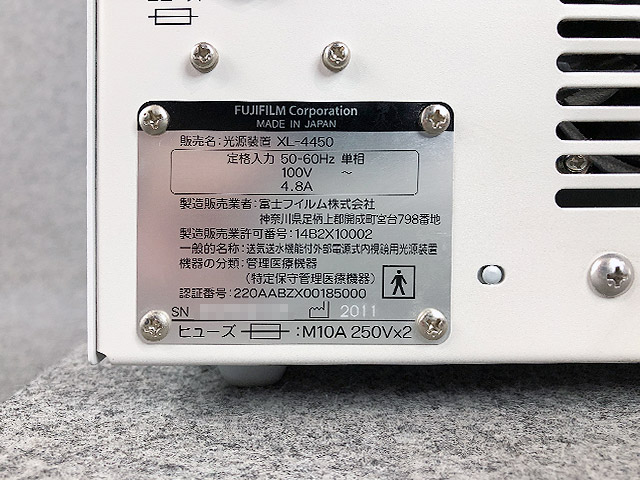 FUJIFILM Corporation
MADE IN JAPAN
販売名:光源装置 XL-4450
定格入力 50-60Hz 単相
100V ～
4.8A
製造販売業者:富士フイルム株式会社
神奈川県足柄上郡開成町宮台798番地
製造販売業許可番号:14B2X10002
一般的名称:送気送水機能付外部電源式内視鏡用光源装置
機器の分類:管理医療機器
(特定保守管理医療機器)
認証番号:220AABZX00185000
SN 2011
ヒューズ :M10A 250V×2